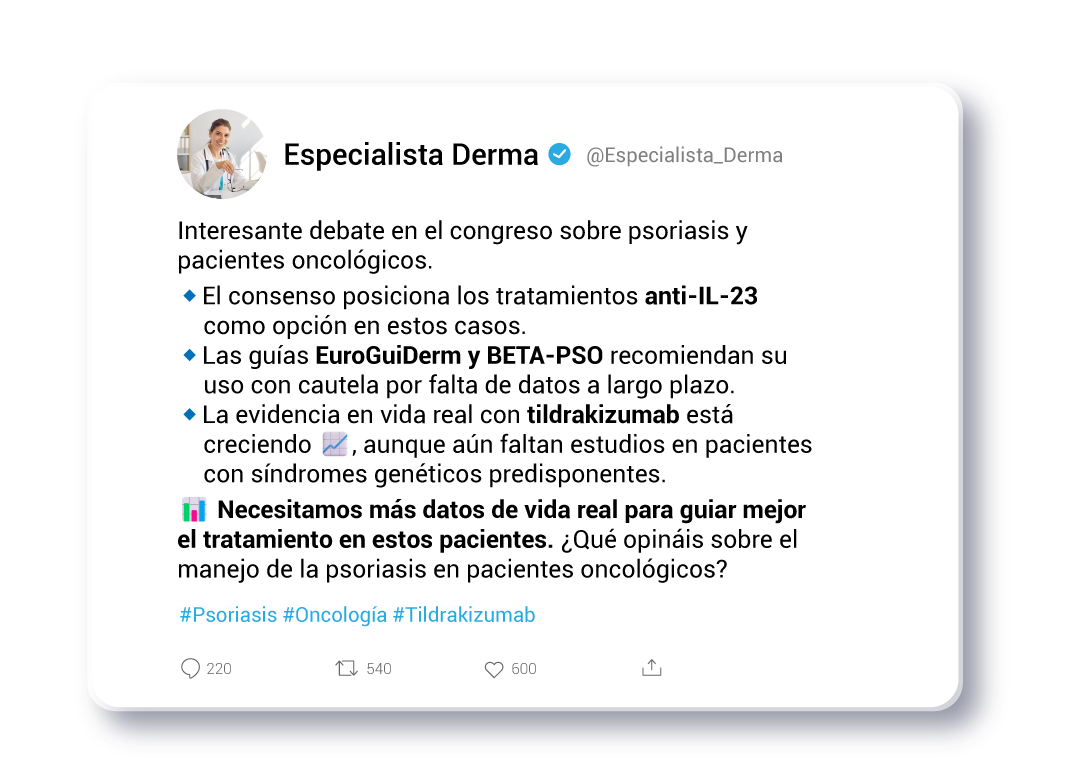 Especialista Derma @Especialista_Derma
Interesante debate en el congreso sobre psoriasis y
pacientes oncológicos.
🔹El consenso posiciona los tratamientos anti-IL-23
como opción en estos casos.
🔹Las guías EuroGuiDerm y BETA-PSO recomiendan su
uso con cautela por falta de datos a largo plazo.
🔹La evidencia en vida real con tildrakizumab está
creciendo 📈, aunque aún faltan estudios en pacientes
con síndromes genéticos predisponentes.
📊 Necesitamos más datos de vida real para guiar mejor
el tratamiento en estos pacientes. ¿Qué opináis sobre el
manejo de la psoriasis en pacientes oncológicos?
#Psoriasis #Oncología #Tildrakizumab
220 540 600